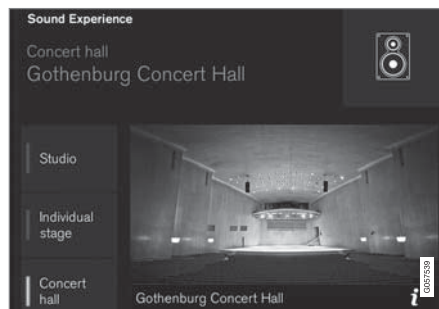 Sound Experience
Concert hall
Gothenburg Concert Hall
Studio
Individual
stage
Concert
hall
Gothenburg Concert Hall
i
G057539